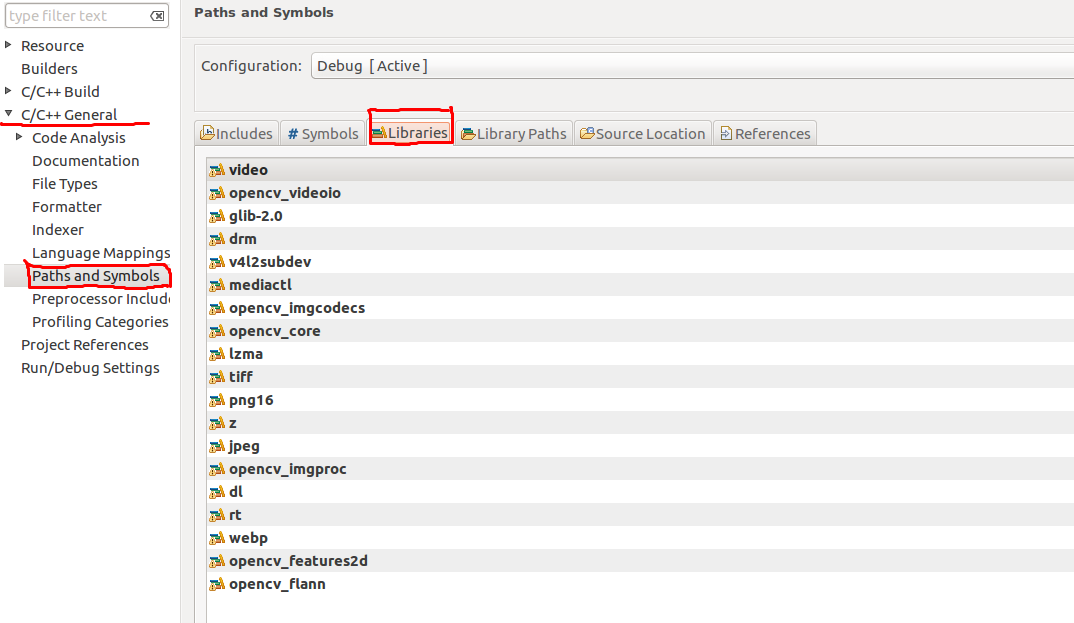 type filter text
Resource
Builders
C/C++ Build
C/C++ General
Code Analysis
Documentation
File Types
Formatter
Indexer
Language Mappings
Paths and Symbols
Preprocessor Include
Profiling Categories
Project References
Run/Debug Settings
Paths and Symbols
Configuration: Debug [Active]
Includes # Symbols Libraries Library Paths Source Location References
video
opencv_videoio
glib-2.0
drm
v4l2subdev
mediactl
opencv_imgcodecs
opencv_core
lzma
tiff
png16
z
jpeg
opencv_imgproc
dl
rt
webp
opencv_features2d
opencv_flann